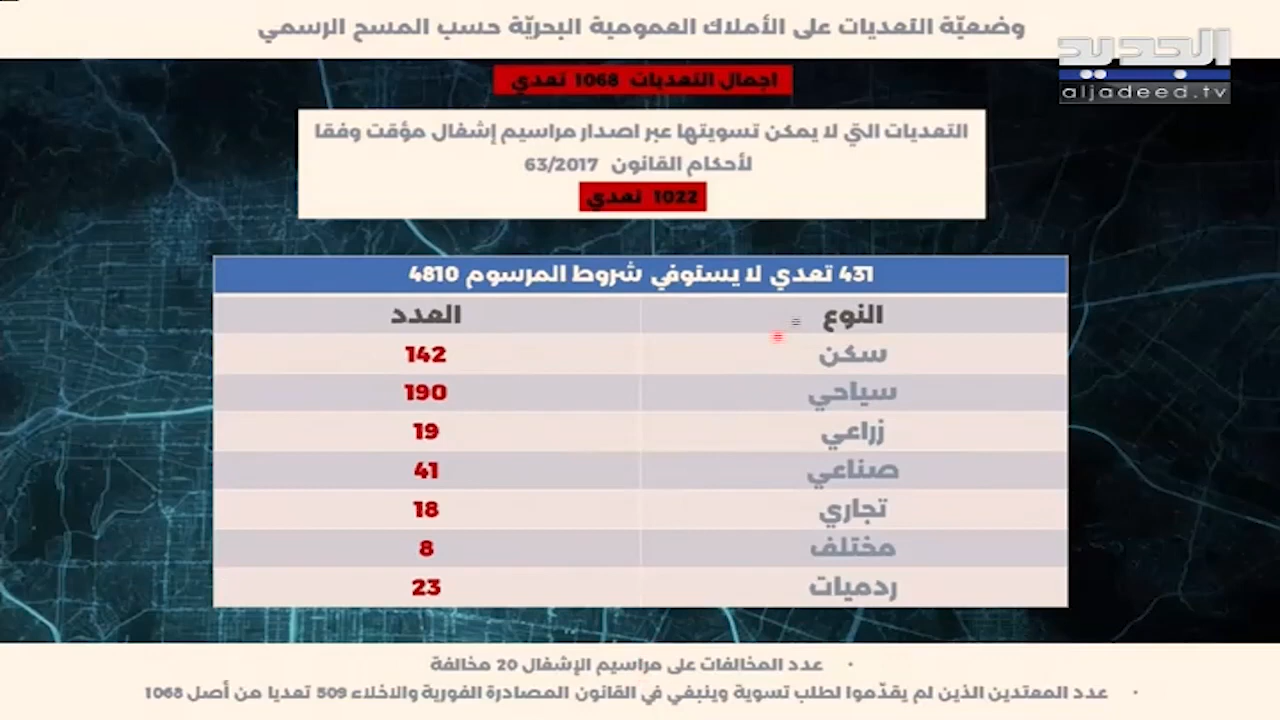 وضعيّة التعديات على الأملاك العمومية البحريّة حسب المسح الرسمي
الجديد
aljadeed.tv
اجمال التعديات 1068 تعدي
التعديات التي لا يمكن تسويتها عبر اصدار مراسيم إشغال مؤقت وفقا
لأحكام القانون 63/2017
1022 تعدي
431 تعدي لا يستوفي شروط المرسوم 4810
النوع العدد
سكن 142
سياحي 190
زراعي 19
صناعي 41
تجاري 18
مختلف 8
ردميات 23
· عدد المخالفات على مراسيم الإشغال 20 مخالفة
· عدد المعتدين الذين لم يقدّموا لطلب تسوية وينبغي في القانون المصادرة الفورية والاخلاء 509 تعديا من أصل 1068